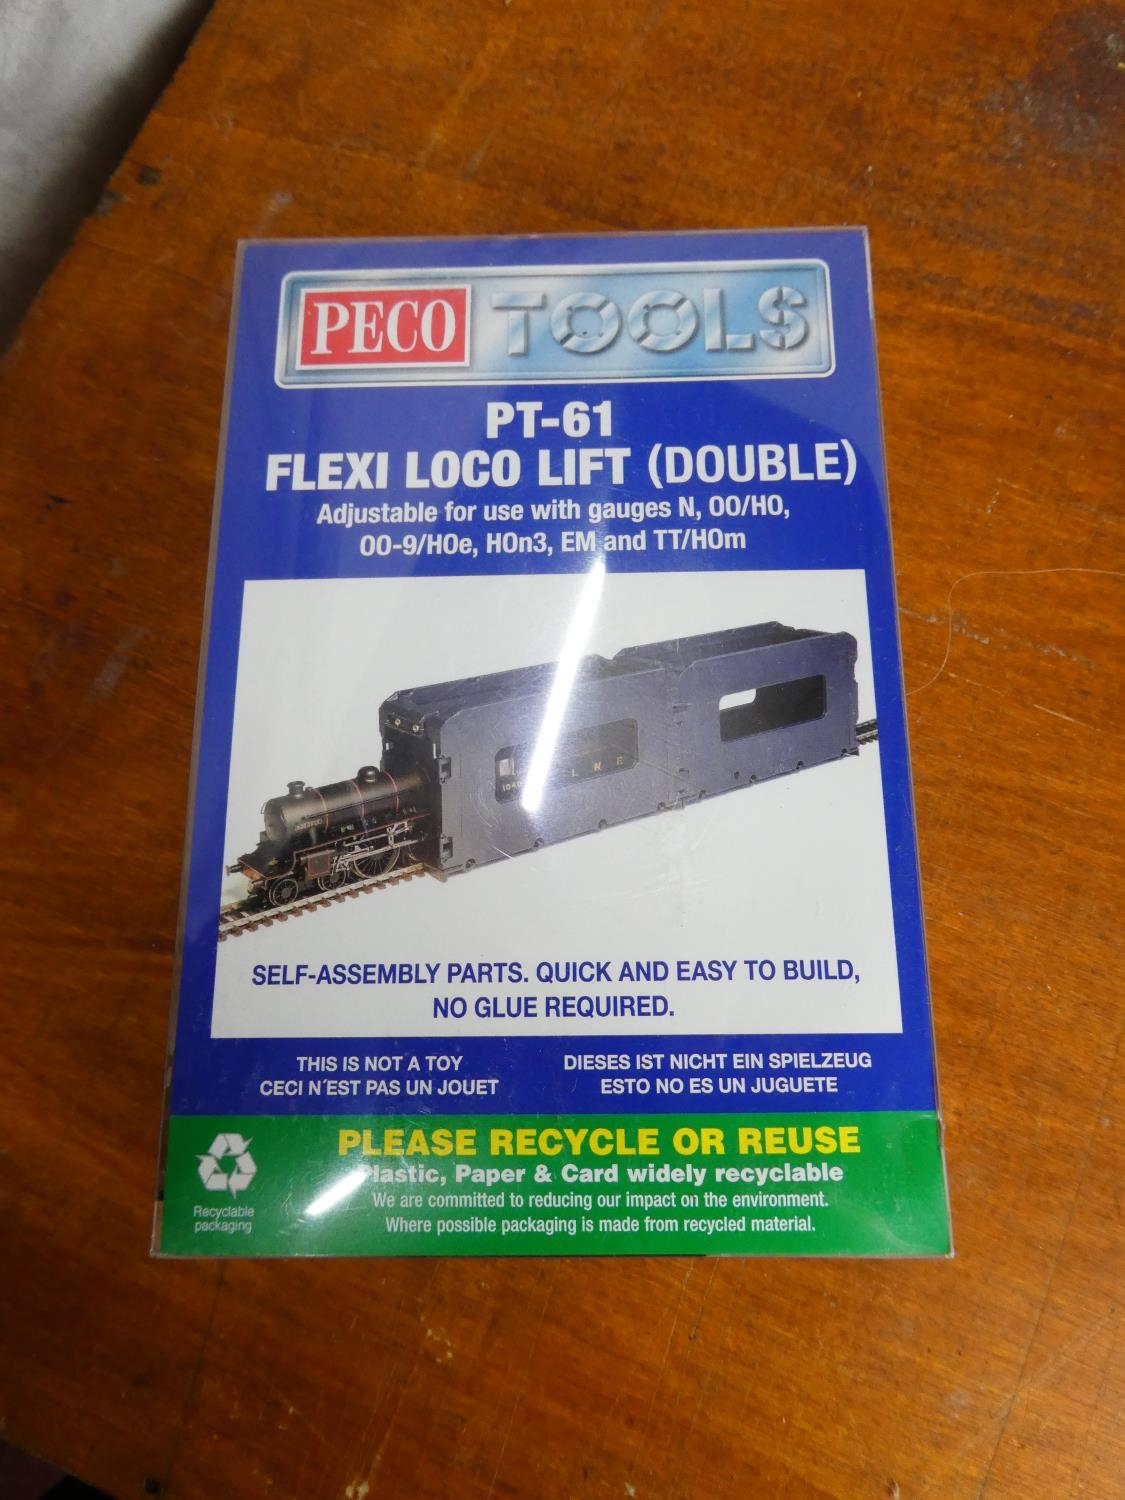 PECO TOOLS
PT-61
FLEXI LOCO LIFT (DOUBLE)
Adjustable for use with gauges N, OO/HO,
OO-9/HOe, HOn3, EM and TT/HOm
L N E
SELF-ASSEMBLY PARTS. QUICK AND EASY TO BUILD,
NO GLUE REQUIRED.
THIS IS NOT A TOY
CECI N'EST PAS UN JOUET
DIESES IST NICHT EIN SPIELZEUG
ESTO NO ES UN JUGUETE
PLEASE RECYCLE OR REUSE
Plastic, Paper & Card widely recyclable
We are committed to reducing our impact on the environment.
Where possible packaging is made from recycled material.
Recyclable
packaging